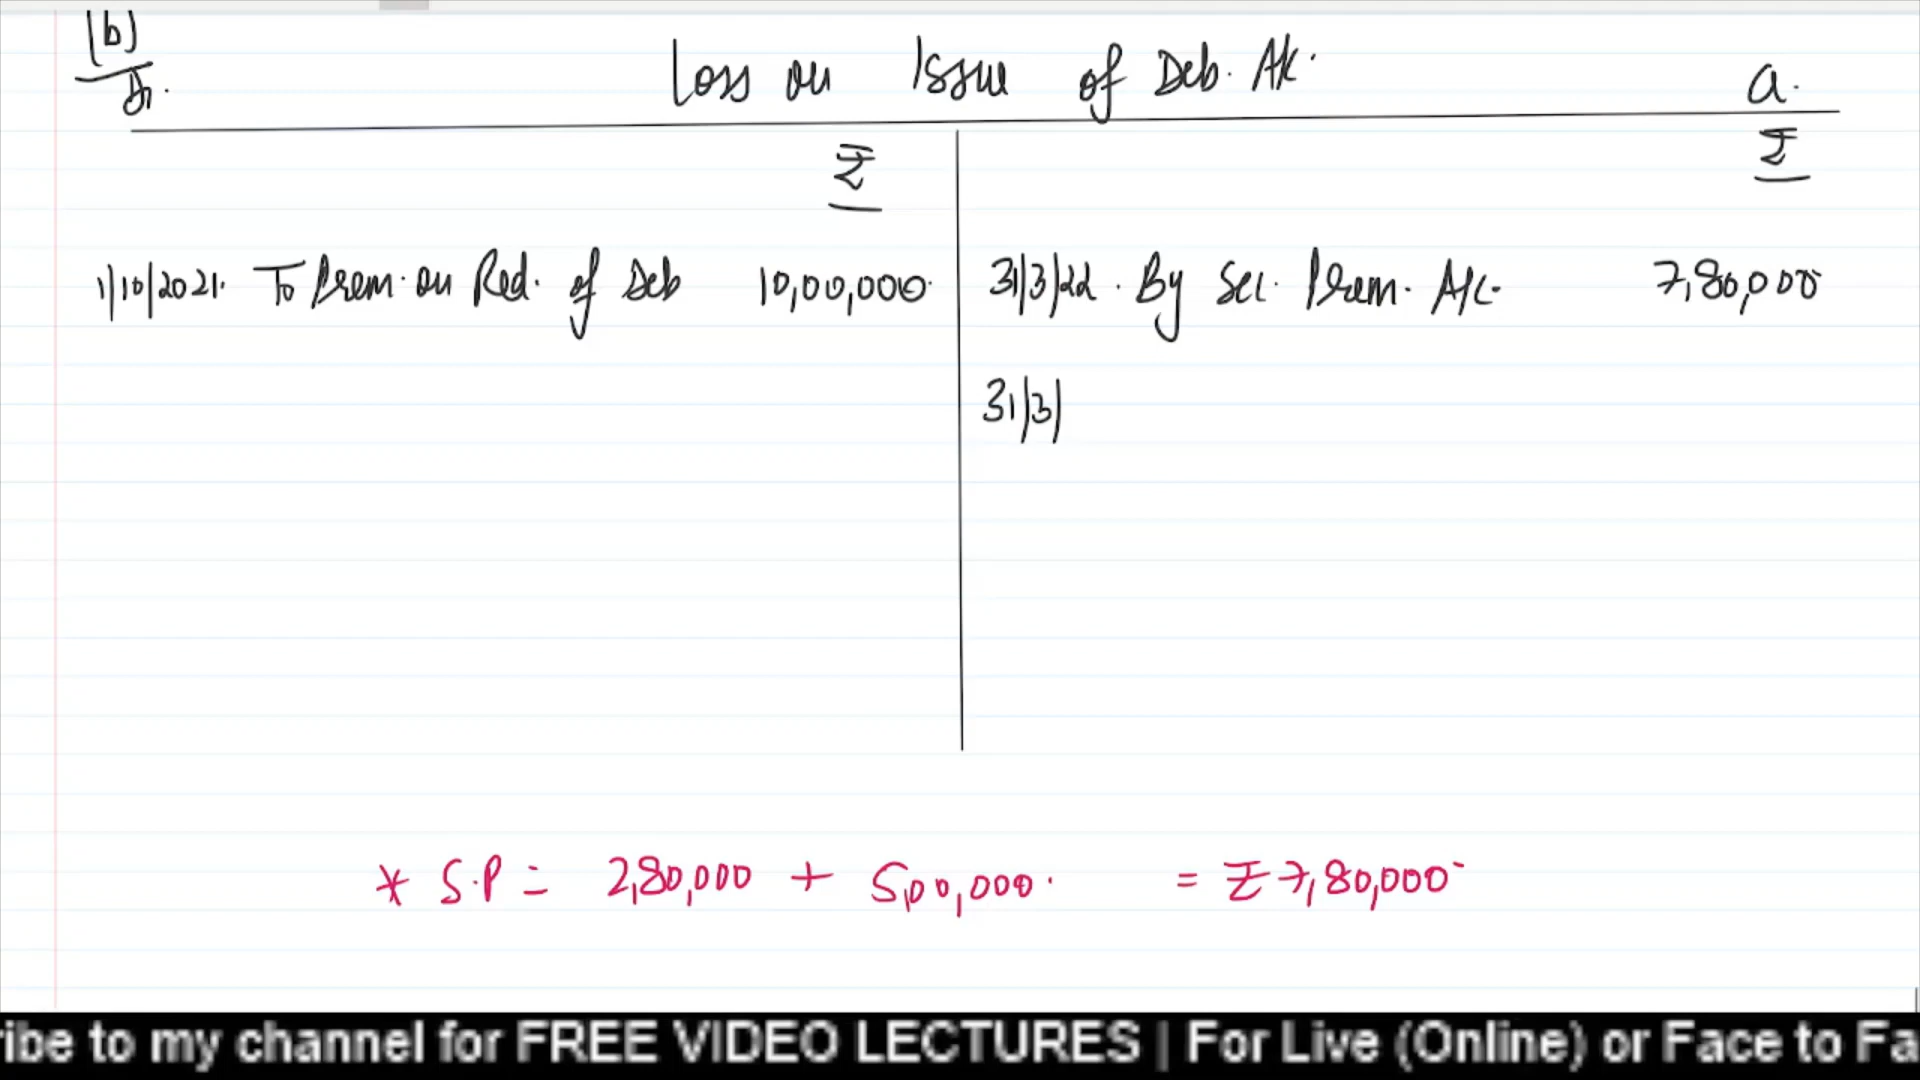 (b)
Dr. Loss on Issue of Deb. A/c. Cr.
₹ ₹
1/10/2021. To Prem. on Red. of Deb 10,00,000 31/3/22. By Sec. Prem. A/c. 7,80,000
31/3/
* S.P = 2,80,000 + 5,00,000. = ₹ 7,80,000
ribe to my channel for FREE VIDEO LECTURES | For Live (Online) or Face to Fa